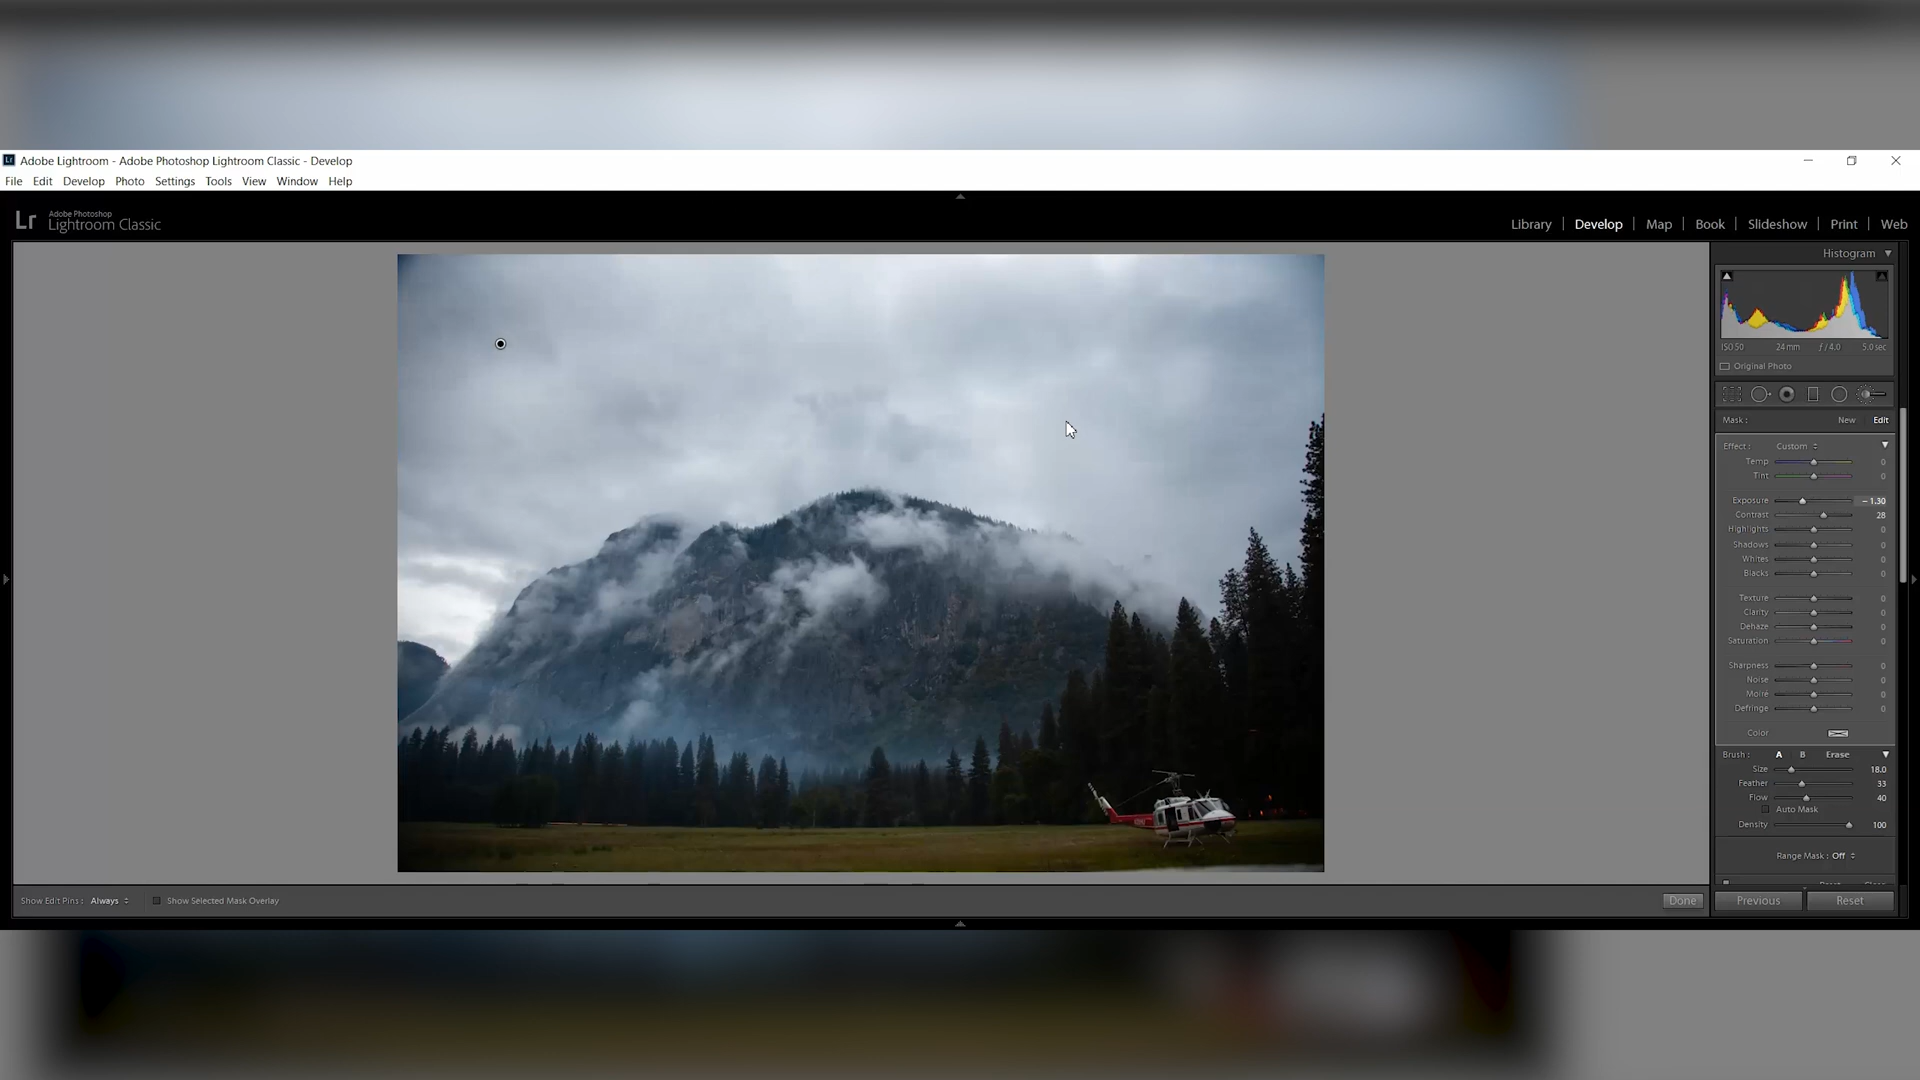 Adobe Lightroom - Adobe Photoshop Lightroom Classic - Develop
File Edit Develop Photo Settings Tools View Window Help
Lr Adobe Photoshop
Lightroom Classic
Library | Develop | Map | Book | Slideshow | Print | Web
Histogram
ISO 50 24 mm f / 4.0 5.0 sec
Original Photo
Mask : New Edit
Effect : Custom
Temp 0
Tint 0
Exposure – 1.30
Contrast 28
Highlights 0
Shadows 0
Whites 0
Blacks 0
Texture 0
Clarity 0
Dehaze 0
Saturation 0
Sharpness 0
Noise 0
Moiré 0
Defringe 0
Color
Brush : A B Erase
Size 18.0
Feather 33
Flow 40
Auto Mask
Density 100
Range Mask : Off
Show Edit Pins : Always
Show Selected Mask Overlay
Done
Previous Reset